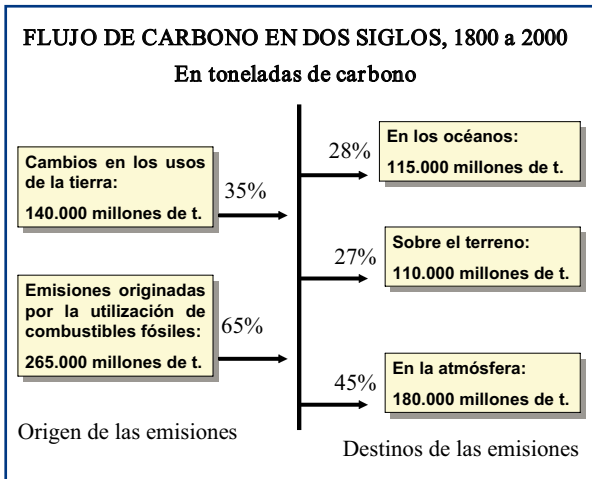 FLUJO DE CARBONO EN DOS SIGLOS, 1800 a 2000
En toneladas de carbono
Cambios en los usos
de la tierra:
140.000 millones de t.
35%
Emisiones originadas
por la utilización de
combustibles fósiles:
265.000 millones de t.
65%
Origen de las emisiones
28%
En los océanos:
115.000 millones de t.
27%
Sobre el terreno:
110.000 millones de t.
45%
En la atmósfera:
180.000 millones de t.
Destinos de las emisiones